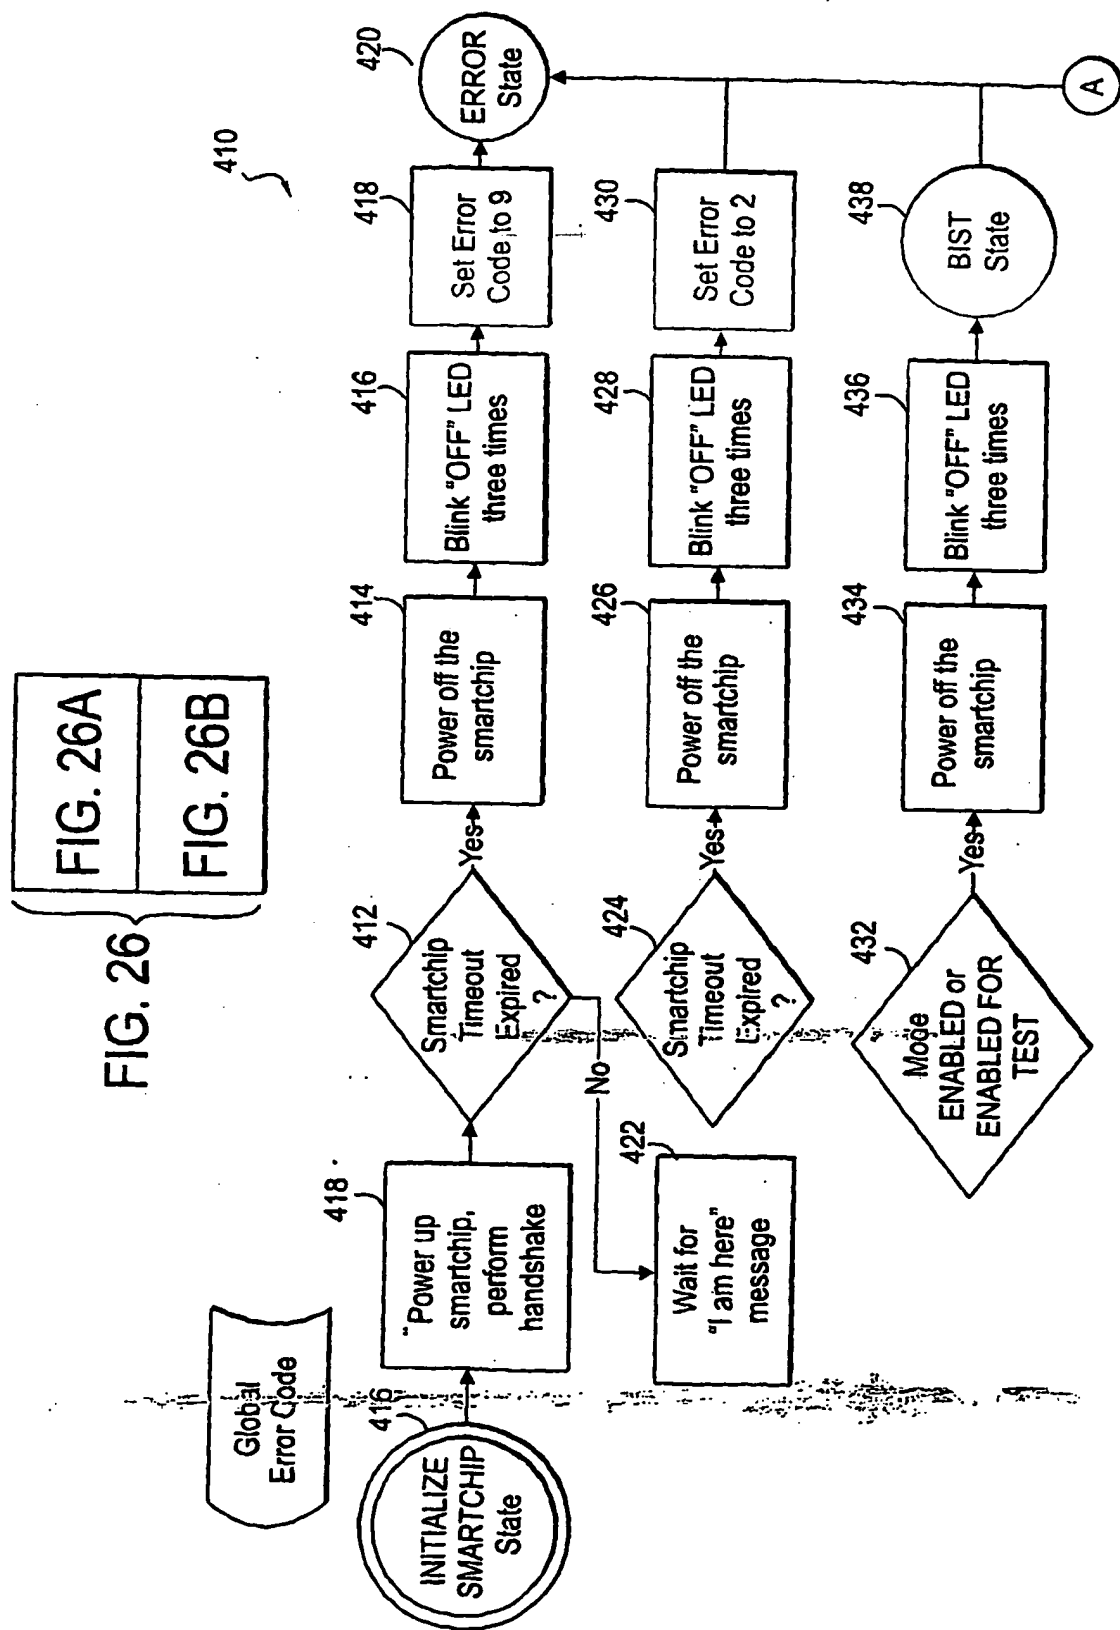 FIG. 26
FIG. 26A
FIG. 26B
410
Global
Error Code
416
INITIALIZE
SMARTCHIP
State
418
Power up
smartchip,
perform
handshake
412
Smartchip
Timeout
Expired
?
Yes
No
414
Power off the
smartchip
416
Blink "OFF" LED
three times
418
Set Error
Code to 9
420
ERROR
State
422
Wait for
"I am here"
message
424
Smartchip
Timeout
Expired
?
Yes
426
Power off the
smartchip
428
Blink "OFF" LED
three times
430
Set Error
Code to 2
432
Mode
ENABLED or
ENABLED FOR
TEST
Yes
434
Power off the
smartchip
436
Blink "OFF" LED
three times
438
BIST
State
A